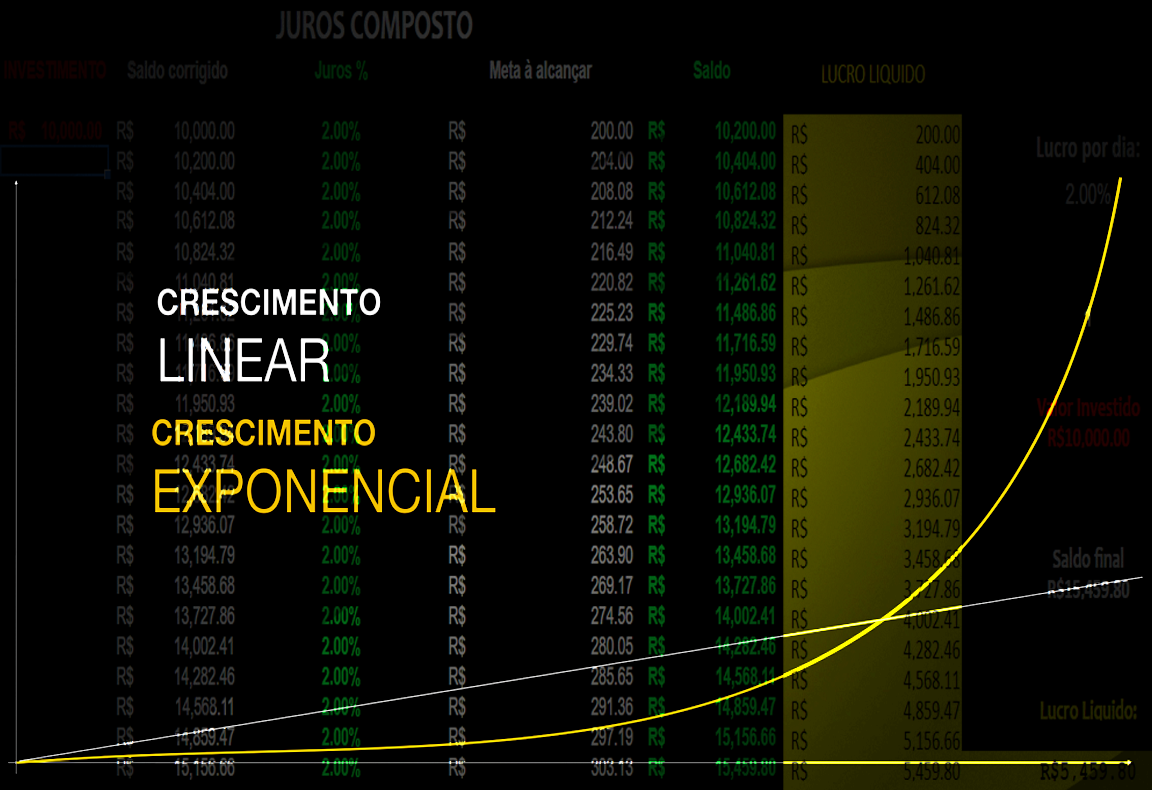 JUROS COMPOSTO
INVESTIMENTO Saldo corrigido Juros % Meta à alcançar Saldo LUCRO LIQUIDO
R$ 10,000.00 R$ 10,000.00 2.00% R$ 200.00 R$ 10,200.00 R$ 200.00
R$ 10,200.00 2.00% R$ 204.00 R$ 10,404.00 R$ 404.00
Lucro por dia:
R$ 10,404.00 2.00% R$ 208.08 R$ 10,612.08 R$ 612.08
2.00%
R$ 10,612.08 2.00% R$ 212.24 R$ 10,824.32 R$ 824.32
R$ 10,824.32 2.00% R$ 216.49 R$ 11,040.81 R$ 1,040.81
R$ 11,040.81 2.00% R$ 220.82 R$ 11,261.62 R$ 1,261.62
CRESCIMENTO
R$ R$ 225.23 R$ 11,486.86 R$ 1,486.86
LINEAR
R$ 2.00% R$ 229.74 R$ 11,716.59 R$ 1,716.59
R$ 2.00% R$ 234.33 R$ 11,950.93 R$ 1,950.93
R$ 11,950.93 2.00% R$ 239.02 R$ 12,189.94 R$ 2,189.94
Valor Investido
CRESCIMENTO
R$ R$ 243.80 R$ 12,433.74 R$ 2,433.74
R$10,000.00
R$ 12,433.74 2.00% R$ 248.67 R$ 12,682.42 R$ 2,682.42
EXPONENCIAL
R$ R$ 253.65 R$ 12,936.07 R$ 2,936.07
R$ 12,936.07 2.00% R$ 258.72 R$ 13,194.79 R$ 3,194.79
R$ 13,194.79 2.00% R$ 263.90 R$ 13,458.68 R$ 3,458.68
Saldo final
R$ 13,458.68 2.00% R$ 269.17 R$ 13,727.86 R$ 3,727.86
R$15,459.80
R$ 13,727.86 2.00% R$ 274.56 R$ 14,002.41 R$ 4,002.41
R$ 14,002.41 2.00% R$ 280.05 R$ 14,282.46 R$ 4,282.46
R$ 14,282.46 2.00% R$ 285.65 R$ 14,568.11 R$ 4,568.11
R$ 14,568.11 2.00% R$ 291.36 R$ 14,859.47 R$ 4,859.47
Lucro Liquido:
R$ 14,859.47 2.00% R$ 297.19 R$ 15,156.66 R$ 5,156.66
R$ 15,156.66 2.00% R$ 303.13 R$ 15,459.80 R$ 5,459.80
R$5,459.80